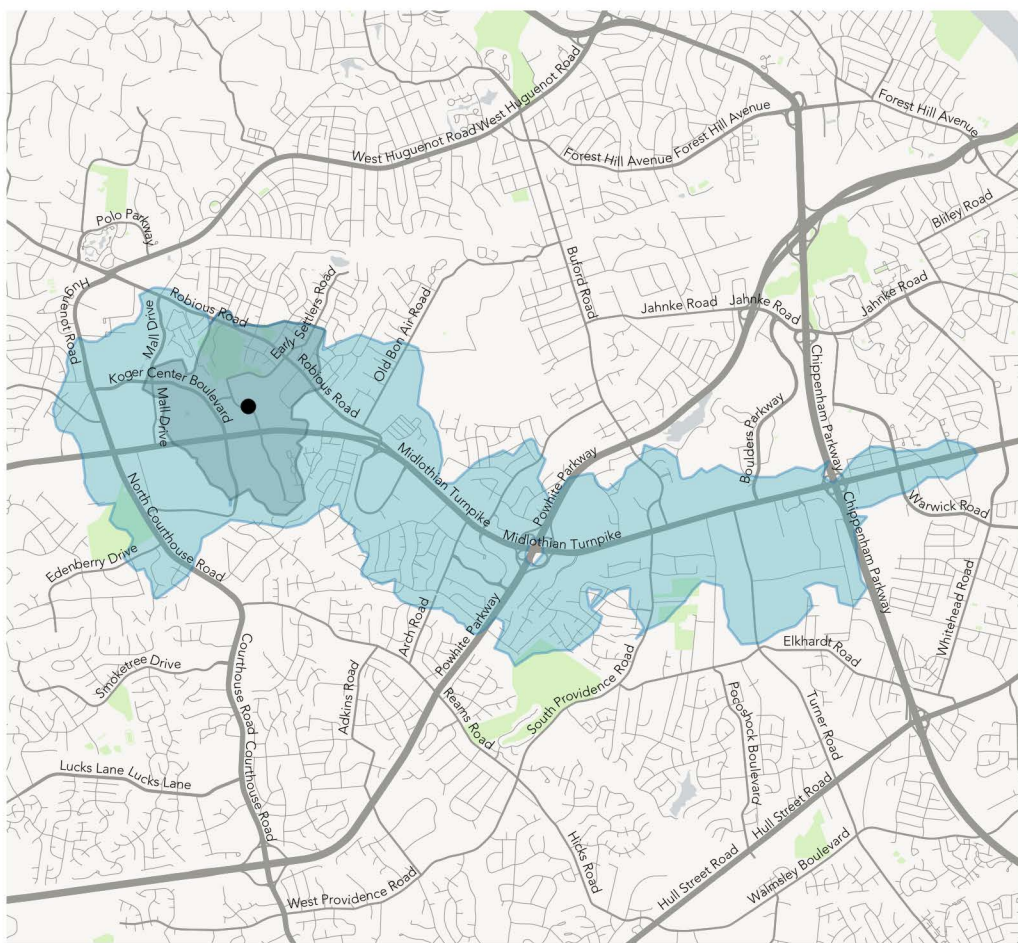 West Huguenot Road
West Huguenot Road
Forest Hill Avenue
Forest Hill Avenue
Forest Hill Avenue
Forest Hill Avenue
Polo Parkway
Bliley Road
Huguenot Road
Robious Road
Mall Drive
Early Settlers Road
Old Bon Air Road
Buford Road
Jahnke Road
Jahnke Road
Jahnke Road
Koger Center Boulevard
Mall Drive
Robious Road
Chippenham Parkway
Builders Parkway
Midlothian Turnpike
Powhite Parkway
Midlothian Turnpike
North Courthouse Road
Chippenham Parkway
Warwick Road
Edenberry Drive
Arch Road
Powhite Parkway
Whitehead Road
Elkhardt Road
Smoketree Drive
Courthouse Road
Adkins Road
Reams Road
South Providence Road
Pocoshock Boulevard
Turner Road
Lucks Lane
Lucks Lane
Courthouse Road
Hull Street Road
Hicks Road
Hull Street Road
Walmsley Boulevard
West Providence Road